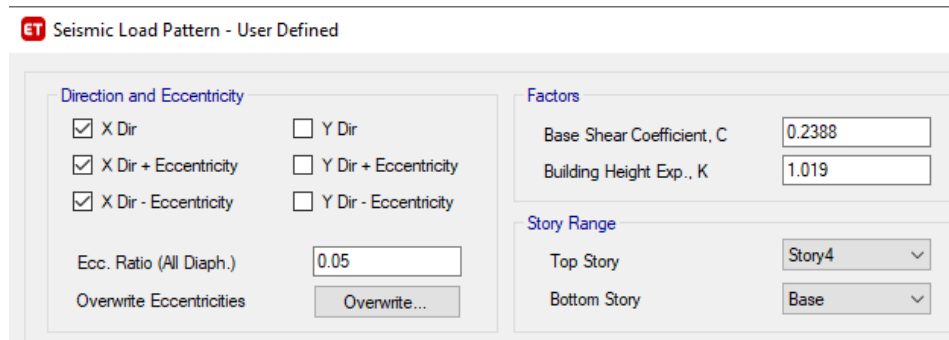 ET Seismic Load Pattern - User Defined
Direction and Eccentricity
X Dir
Y Dir
X Dir + Eccentricity
Y Dir + Eccentricity
X Dir - Eccentricity
Y Dir - Eccentricity
Ecc. Ratio (All Diaph.)
0.05
Overwrite Eccentricities
Overwrite...
Factors
Base Shear Coefficient, C
0.2388
Building Height Exp., K
1.019
Story Range
Top Story
Story4
Bottom Story
Base